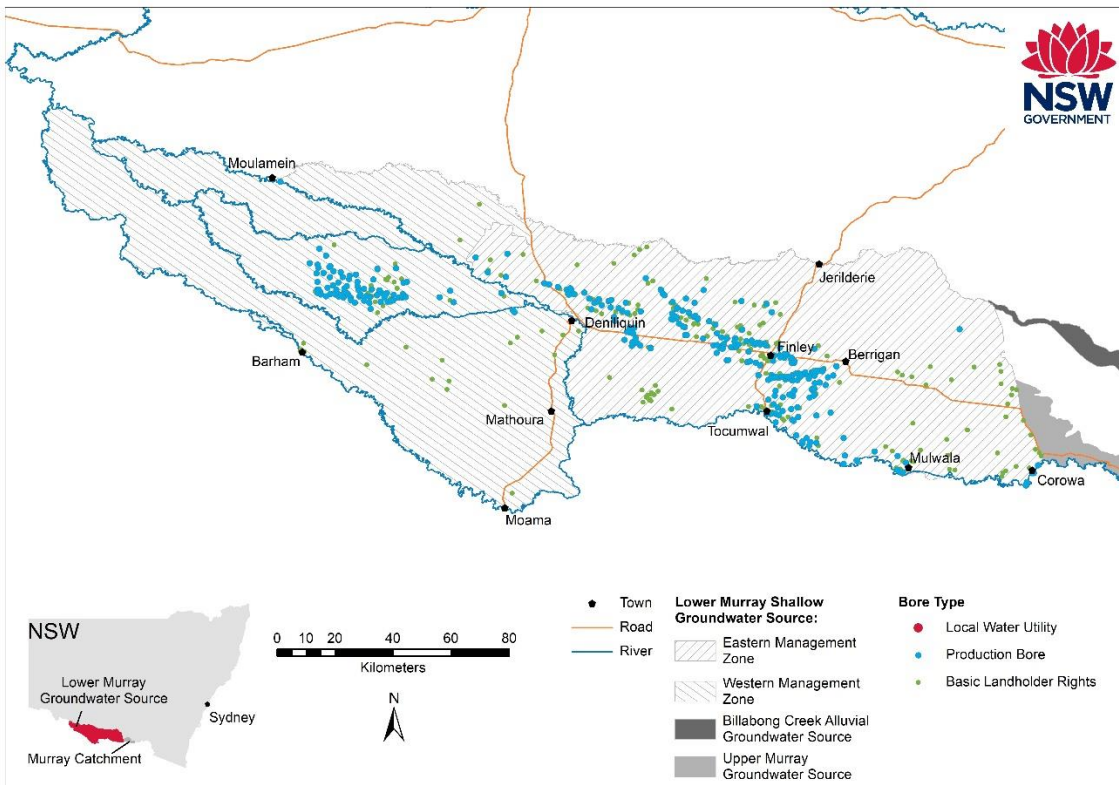 NSW
GOVERNMENT
Moulamein
Jerilderie
Deniliquin
Finley
Berrigan
Barham
Mathoura
Tocumwal
Mulwala
Corowa
Moama
NSW
Lower Murray
Groundwater Source
Sydney
Murray Catchment
0 10 20 40 60 80
Kilometers
N
Town
Road
River
Lower Murray Shallow
Groundwater Source:
Eastern Management
Zone
Western Management
Zone
Billabong Creek Alluvial
Groundwater Source
Upper Murray
Groundwater Source
Bore Type
Local Water Utility
Production Bore
Basic Landholder Rights